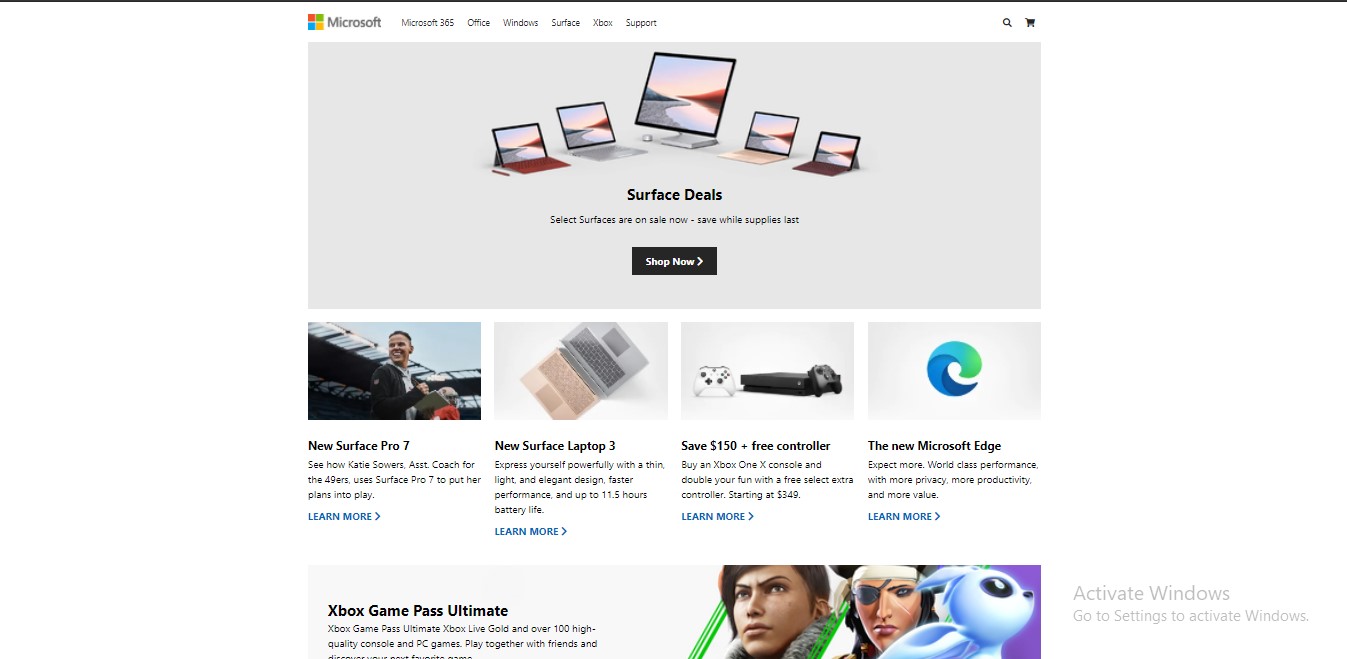 Microsoft
Microsoft 365 Office Windows Surface Xbox Support
Surface Deals
Select Surfaces are on sale now - save while supplies last
Shop Now
New Surface Pro 7
See how Katie Sowers, Asst. Coach for
the 49ers, uses Surface Pro 7 to put her
plans into play.
LEARN MORE
New Surface Laptop 3
Express yourself powerfully with a thin,
light, and elegant design, faster
performance, and up to 11.5 hours
battery life.
LEARN MORE
Save $150 + free controller
Buy an Xbox One X console and
double your fun with a free select extra
controller. Starting at $349.
LEARN MORE
The new Microsoft Edge
Expect more. World class performance,
with more privacy, more productivity,
and more value.
LEARN MORE
Xbox Game Pass Ultimate
Xbox Game Pass Ultimate Xbox Live Gold and over 100 high-
quality console and PC games. Play together with friends and
discover your next favorite game.
Activate Windows
Go to Settings to activate Windows.